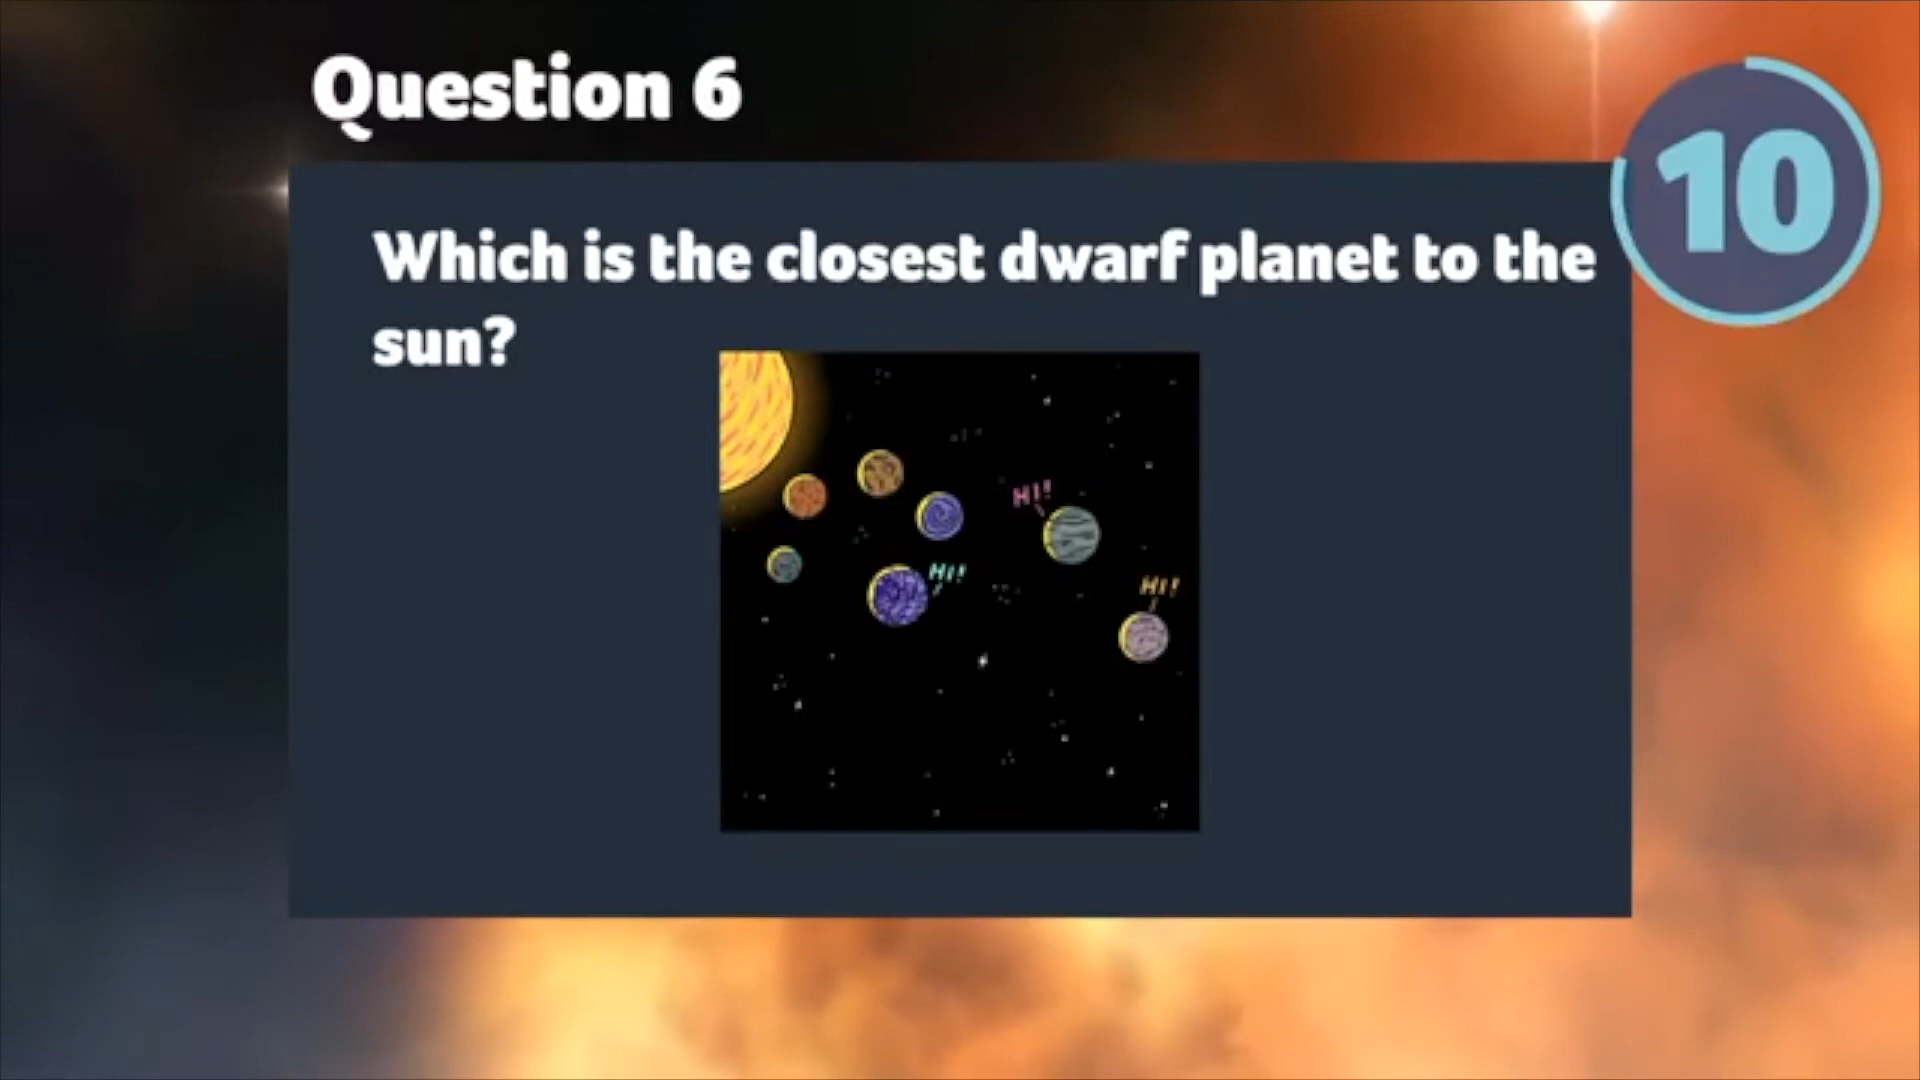 Question 6
10
Which is the closest dwarf planet to the
sun?
HI!
HI!
HI!